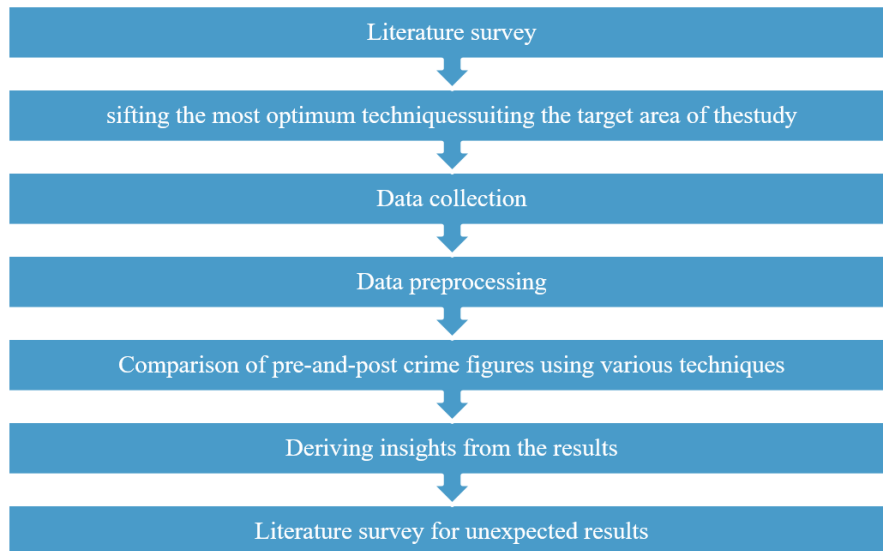 Literature survey
sifting the most optimum techniquessuiting the target area of thestudy
Data collection
Data preprocessing
Comparison of pre-and-post crime figures using various techniques
Deriving insights from the results
Literature survey for unexpected results